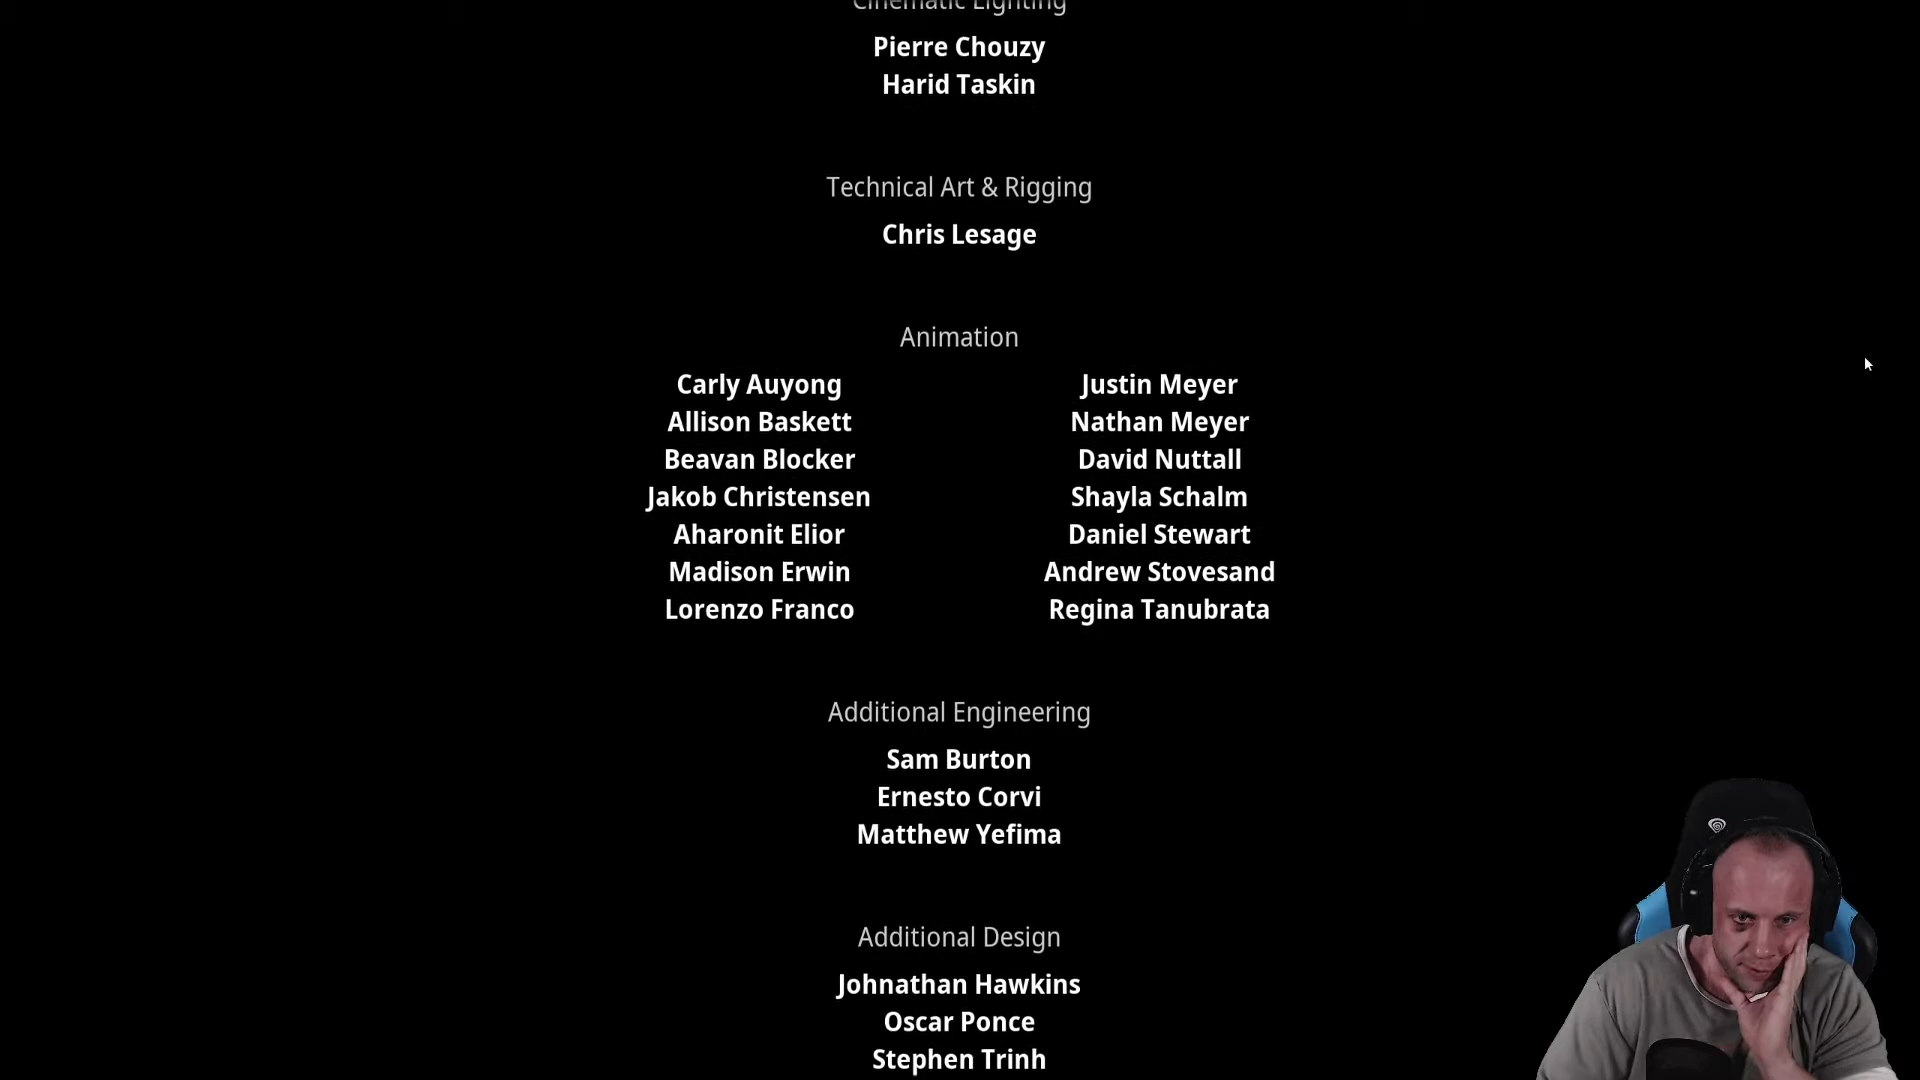 Cinematic Lighting
Pierre Chouzy
Harid Taskin
Technical Art & Rigging
Chris Lesage
Animation
Carly Auyong
Allison Baskett
Beavan Blocker
Jakob Christensen
Aharonit Elior
Madison Erwin
Lorenzo Franco
Justin Meyer
Nathan Meyer
David Nuttall
Shayla Schalm
Daniel Stewart
Andrew Stovesand
Regina Tanubrata
Additional Engineering
Sam Burton
Ernesto Corvi
Matthew Yefima
Additional Design
Johnathan Hawkins
Oscar Ponce
Stephen Trinh